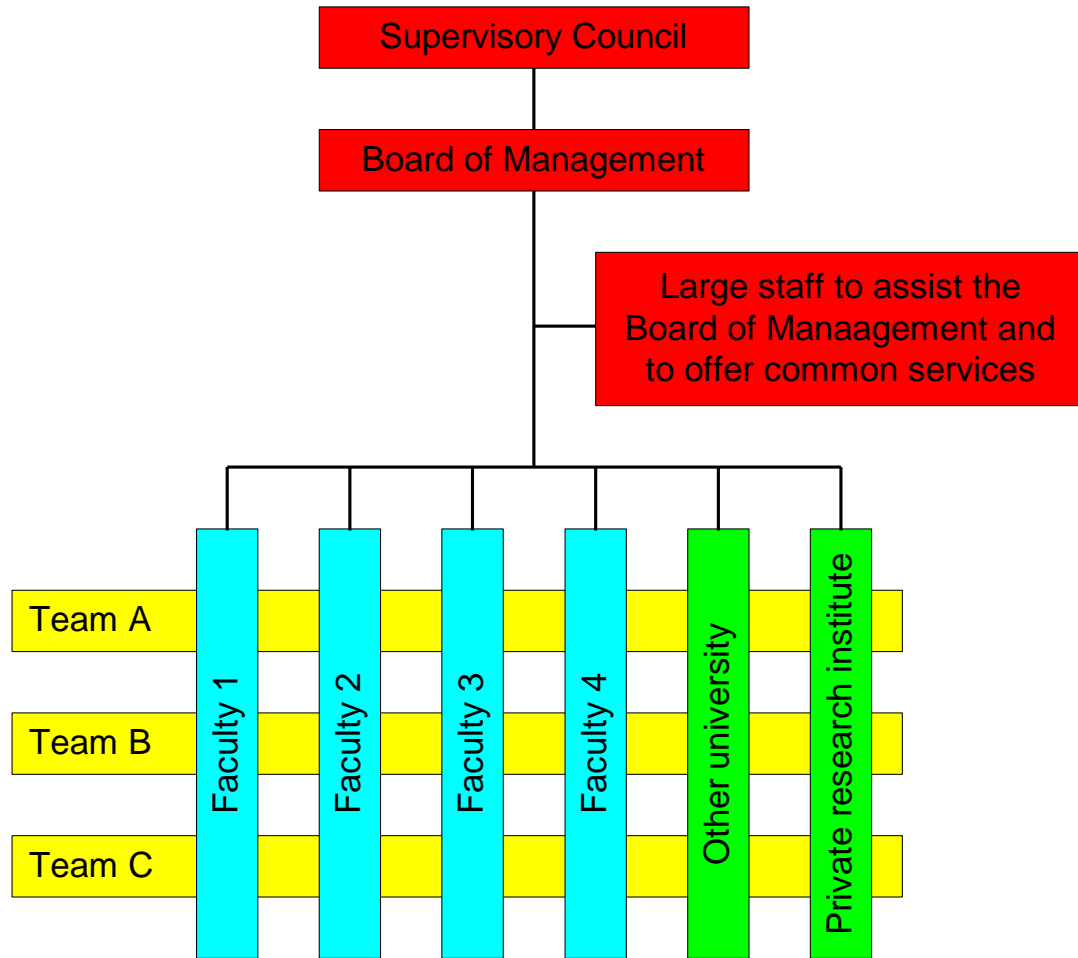 Supervisory Council
Board of Management
Large staff to assist the
Board of Manaagement and
to offer common services
Team A
Team B
Team C
Faculty 1
Faculty 2
Faculty 3
Faculty 4
Other university
Private research institute